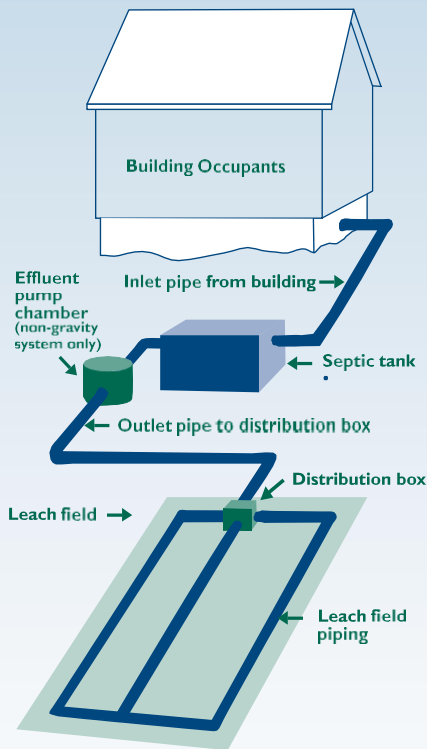 Building Occupants
Effluent
pump
chamber
(non-gravity
system only)
Inlet pipe from building
Septic tank
Outlet pipe to distribution box
Distribution box
Leach field
Leach field
piping